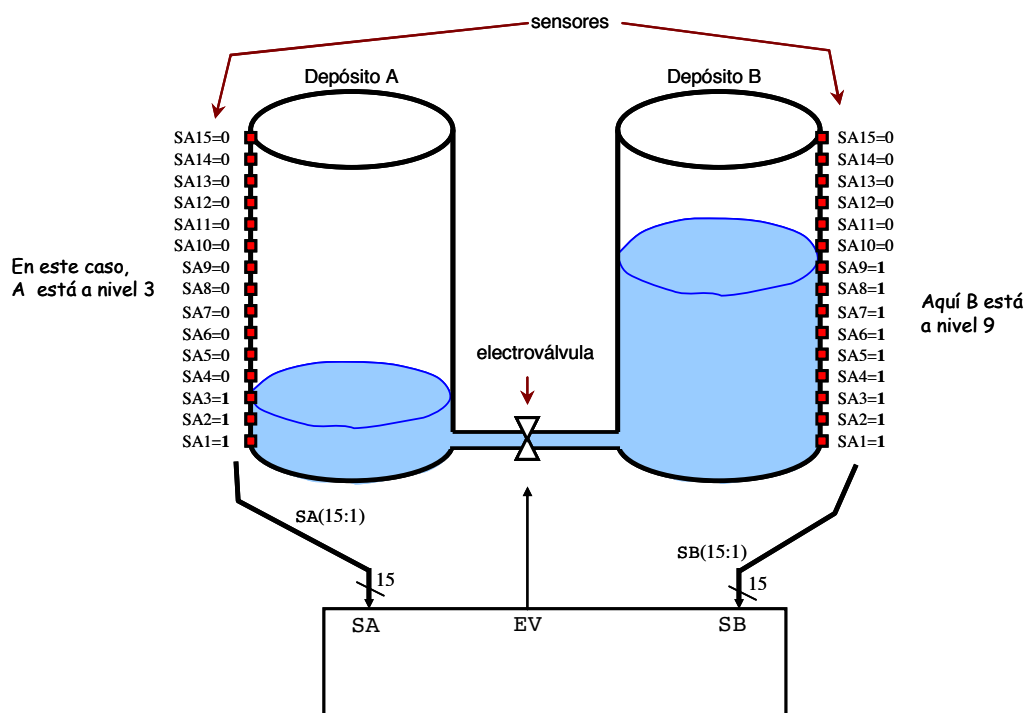 sensores
Depósito A
Depósito B
SA15=0
SA14=0
SA13=0
SA12=0
SA11=0
SA10=0
SA9=0
SA8=0
SA7=0
SA6=0
SA5=0
SA4=0
SA3=1
SA2=1
SA1=1
SA15=0
SA14=0
SA13=0
SA12=0
SA11=0
SA10=0
SA9=1
SA8=1
SA7=1
SA6=1
SA5=1
SA4=1
SA3=1
SA2=1
SA1=1
En este caso,
A está a nivel 3
Aquí B está
a nivel 9
electroválvula
SA(15:1)
SB(15:1)
15
15
SA
EV
SB